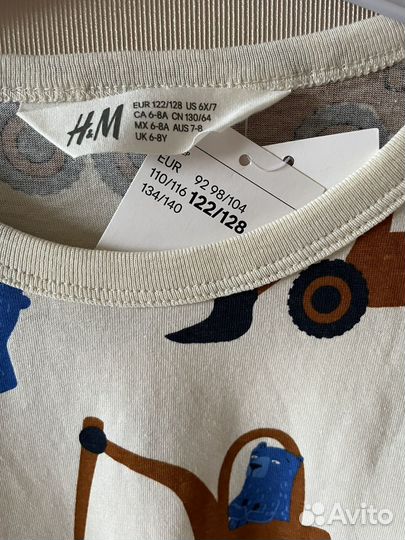 H&M
EUR 122/128 US 6X/7
CA 6-8A CN 130/64
MX 6-8A AUS 7-8
UK 6-8Y
EUR 92 98/104
110/116 122/128
134/140
Avito